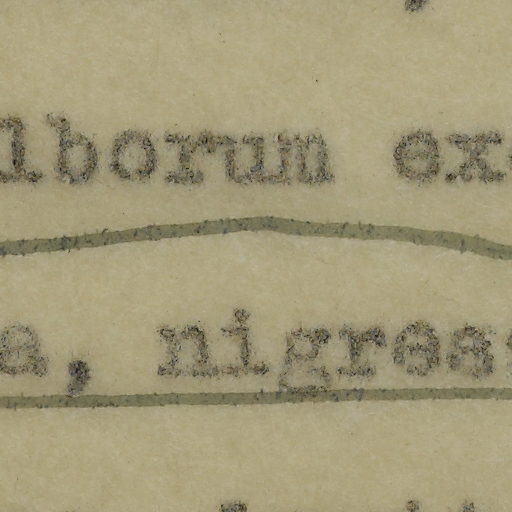 lborum ex
e, nigres